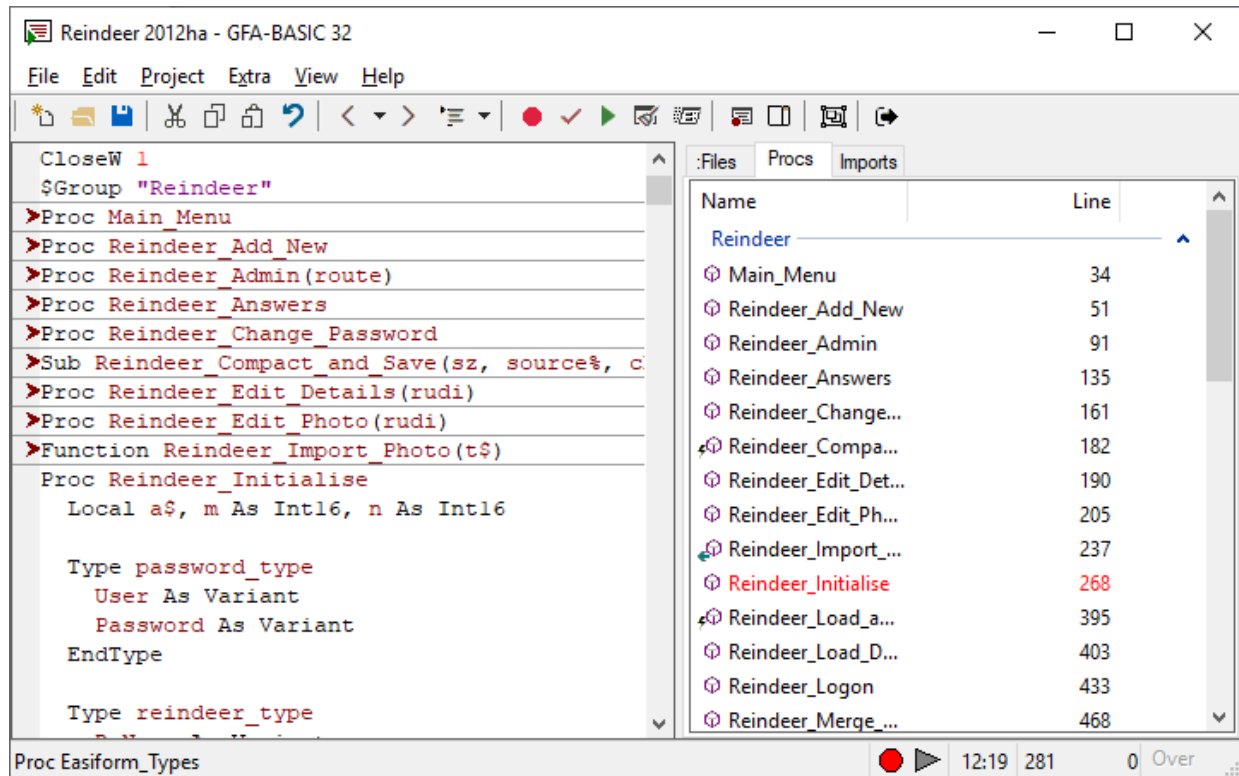 Reindeer 2012ha - GFA-BASIC 32
File Edit Project Extra View Help
CloseW 1
$Group "Reindeer"
Proc Main_Menu
Proc Reindeer_Add_New
Proc Reindeer_Admin(route)
Proc Reindeer_Answers
Proc Reindeer_Change_Password
Sub Reindeer_Compact_and_Save(sz, source%, c
Proc Reindeer_Edit_Details(rudi)
Proc Reindeer_Edit_Photo(rudi)
Function Reindeer_Import_Photo(t$)
Proc Reindeer_Initialise
Local a$, m As Int16, n As Int16
Type password_type
User As Variant
Password As Variant
EndType
Type reindeer_type
:Files Procs Imports
Name Line
Reindeer
Main_Menu 34
Reindeer_Add_New 51
Reindeer_Admin 91
Reindeer_Answers 135
Reindeer_Change... 161
Reindeer_Compa... 182
Reindeer_Edit_Det... 190
Reindeer_Edit_Ph... 205
Reindeer_Import_... 237
Reindeer_Initialise 268
Reindeer_Load_a... 395
Reindeer_Load_D... 403
Reindeer_Logon 433
Reindeer_Merge_... 468
Proc Easiform_Types 12:19 281 0 Over